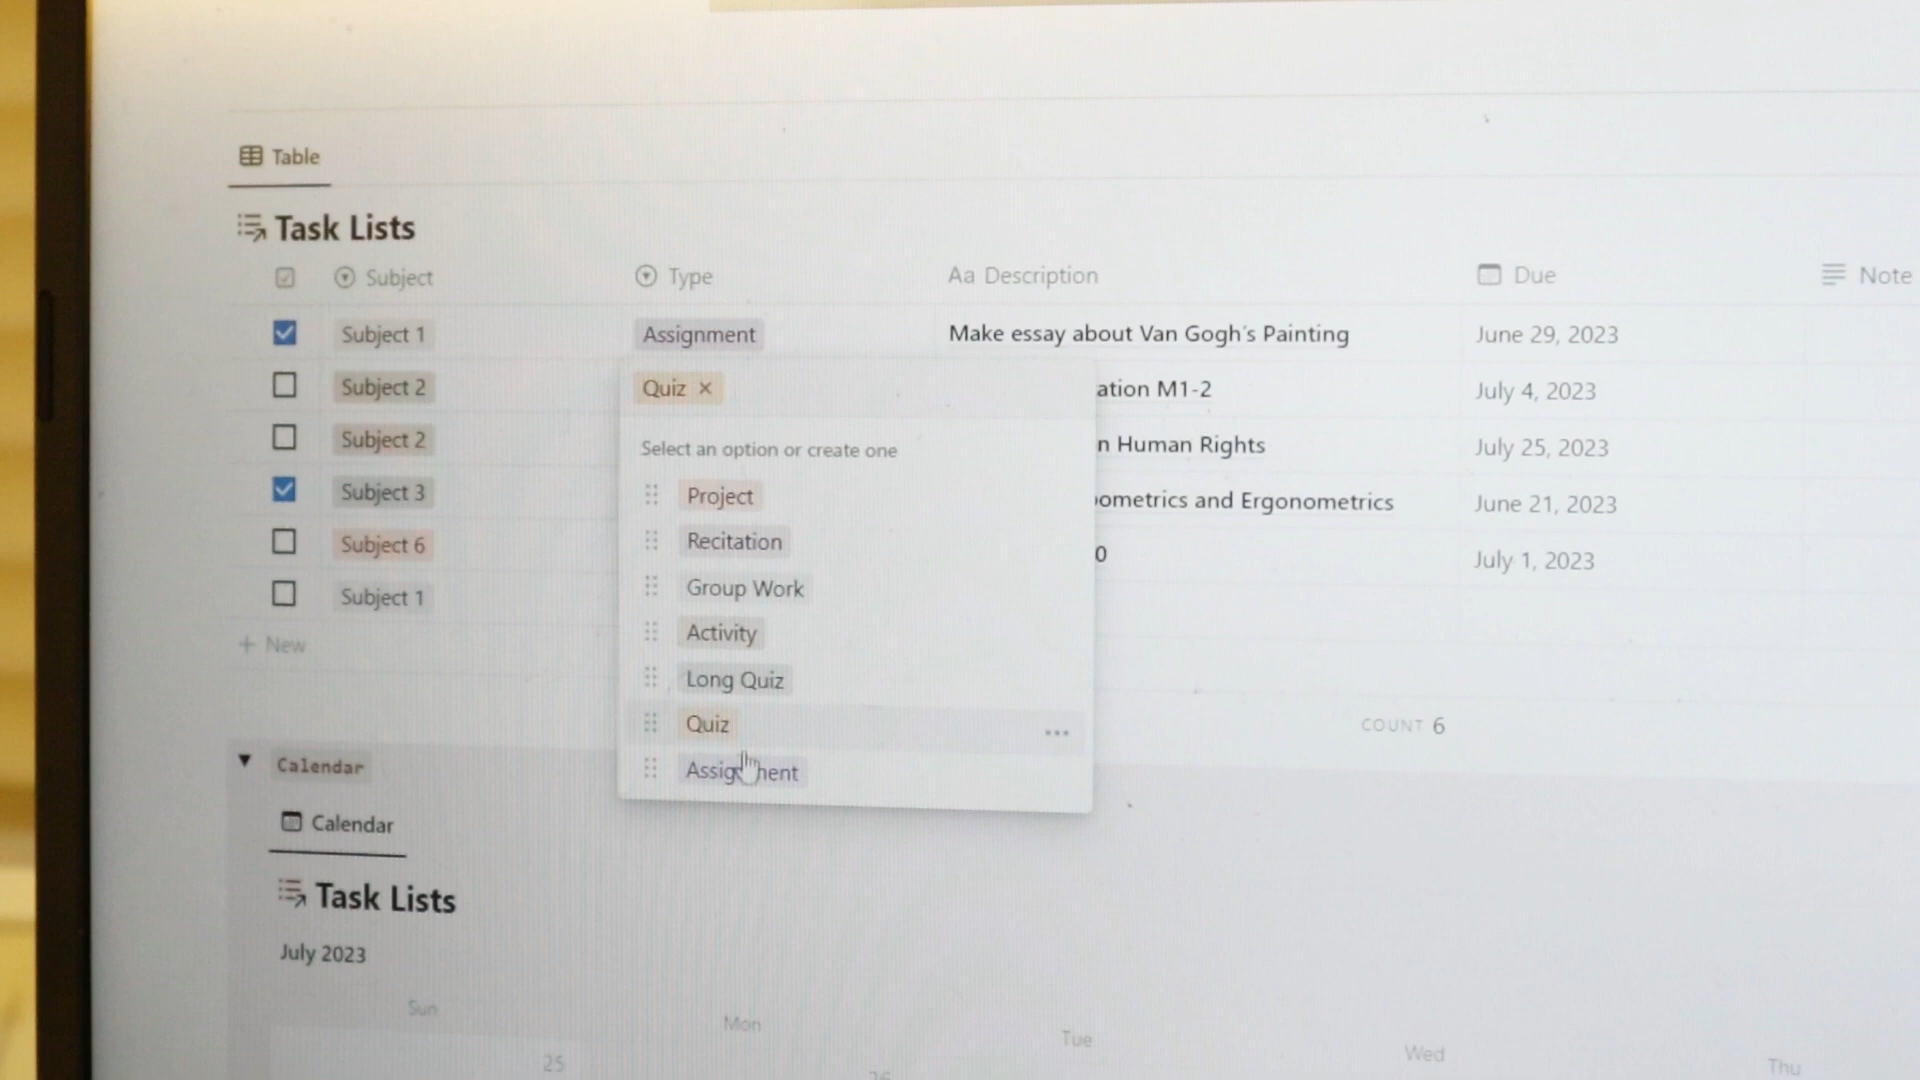 Table
Task Lists
Subject Type Aa Description Due Note
Subject 1 Assignment Make essay about Van Gogh's Painting June 29, 2023
Subject 2 Quiz × ation M1-2 July 4, 2023
Subject 2 n Human Rights July 25, 2023
Select an option or create one
Subject 3 ometrics and Ergonometrics June 21, 2023
Project
Subject 6 0 July 1, 2023
Recitation
Subject 1
Group Work
+ New
Activity
Long Quiz
Quiz
COUNT 6
Assig ment
Calendar
Calendar
Task Lists
July 2023
Sun Mon Tue Wed Thu
25